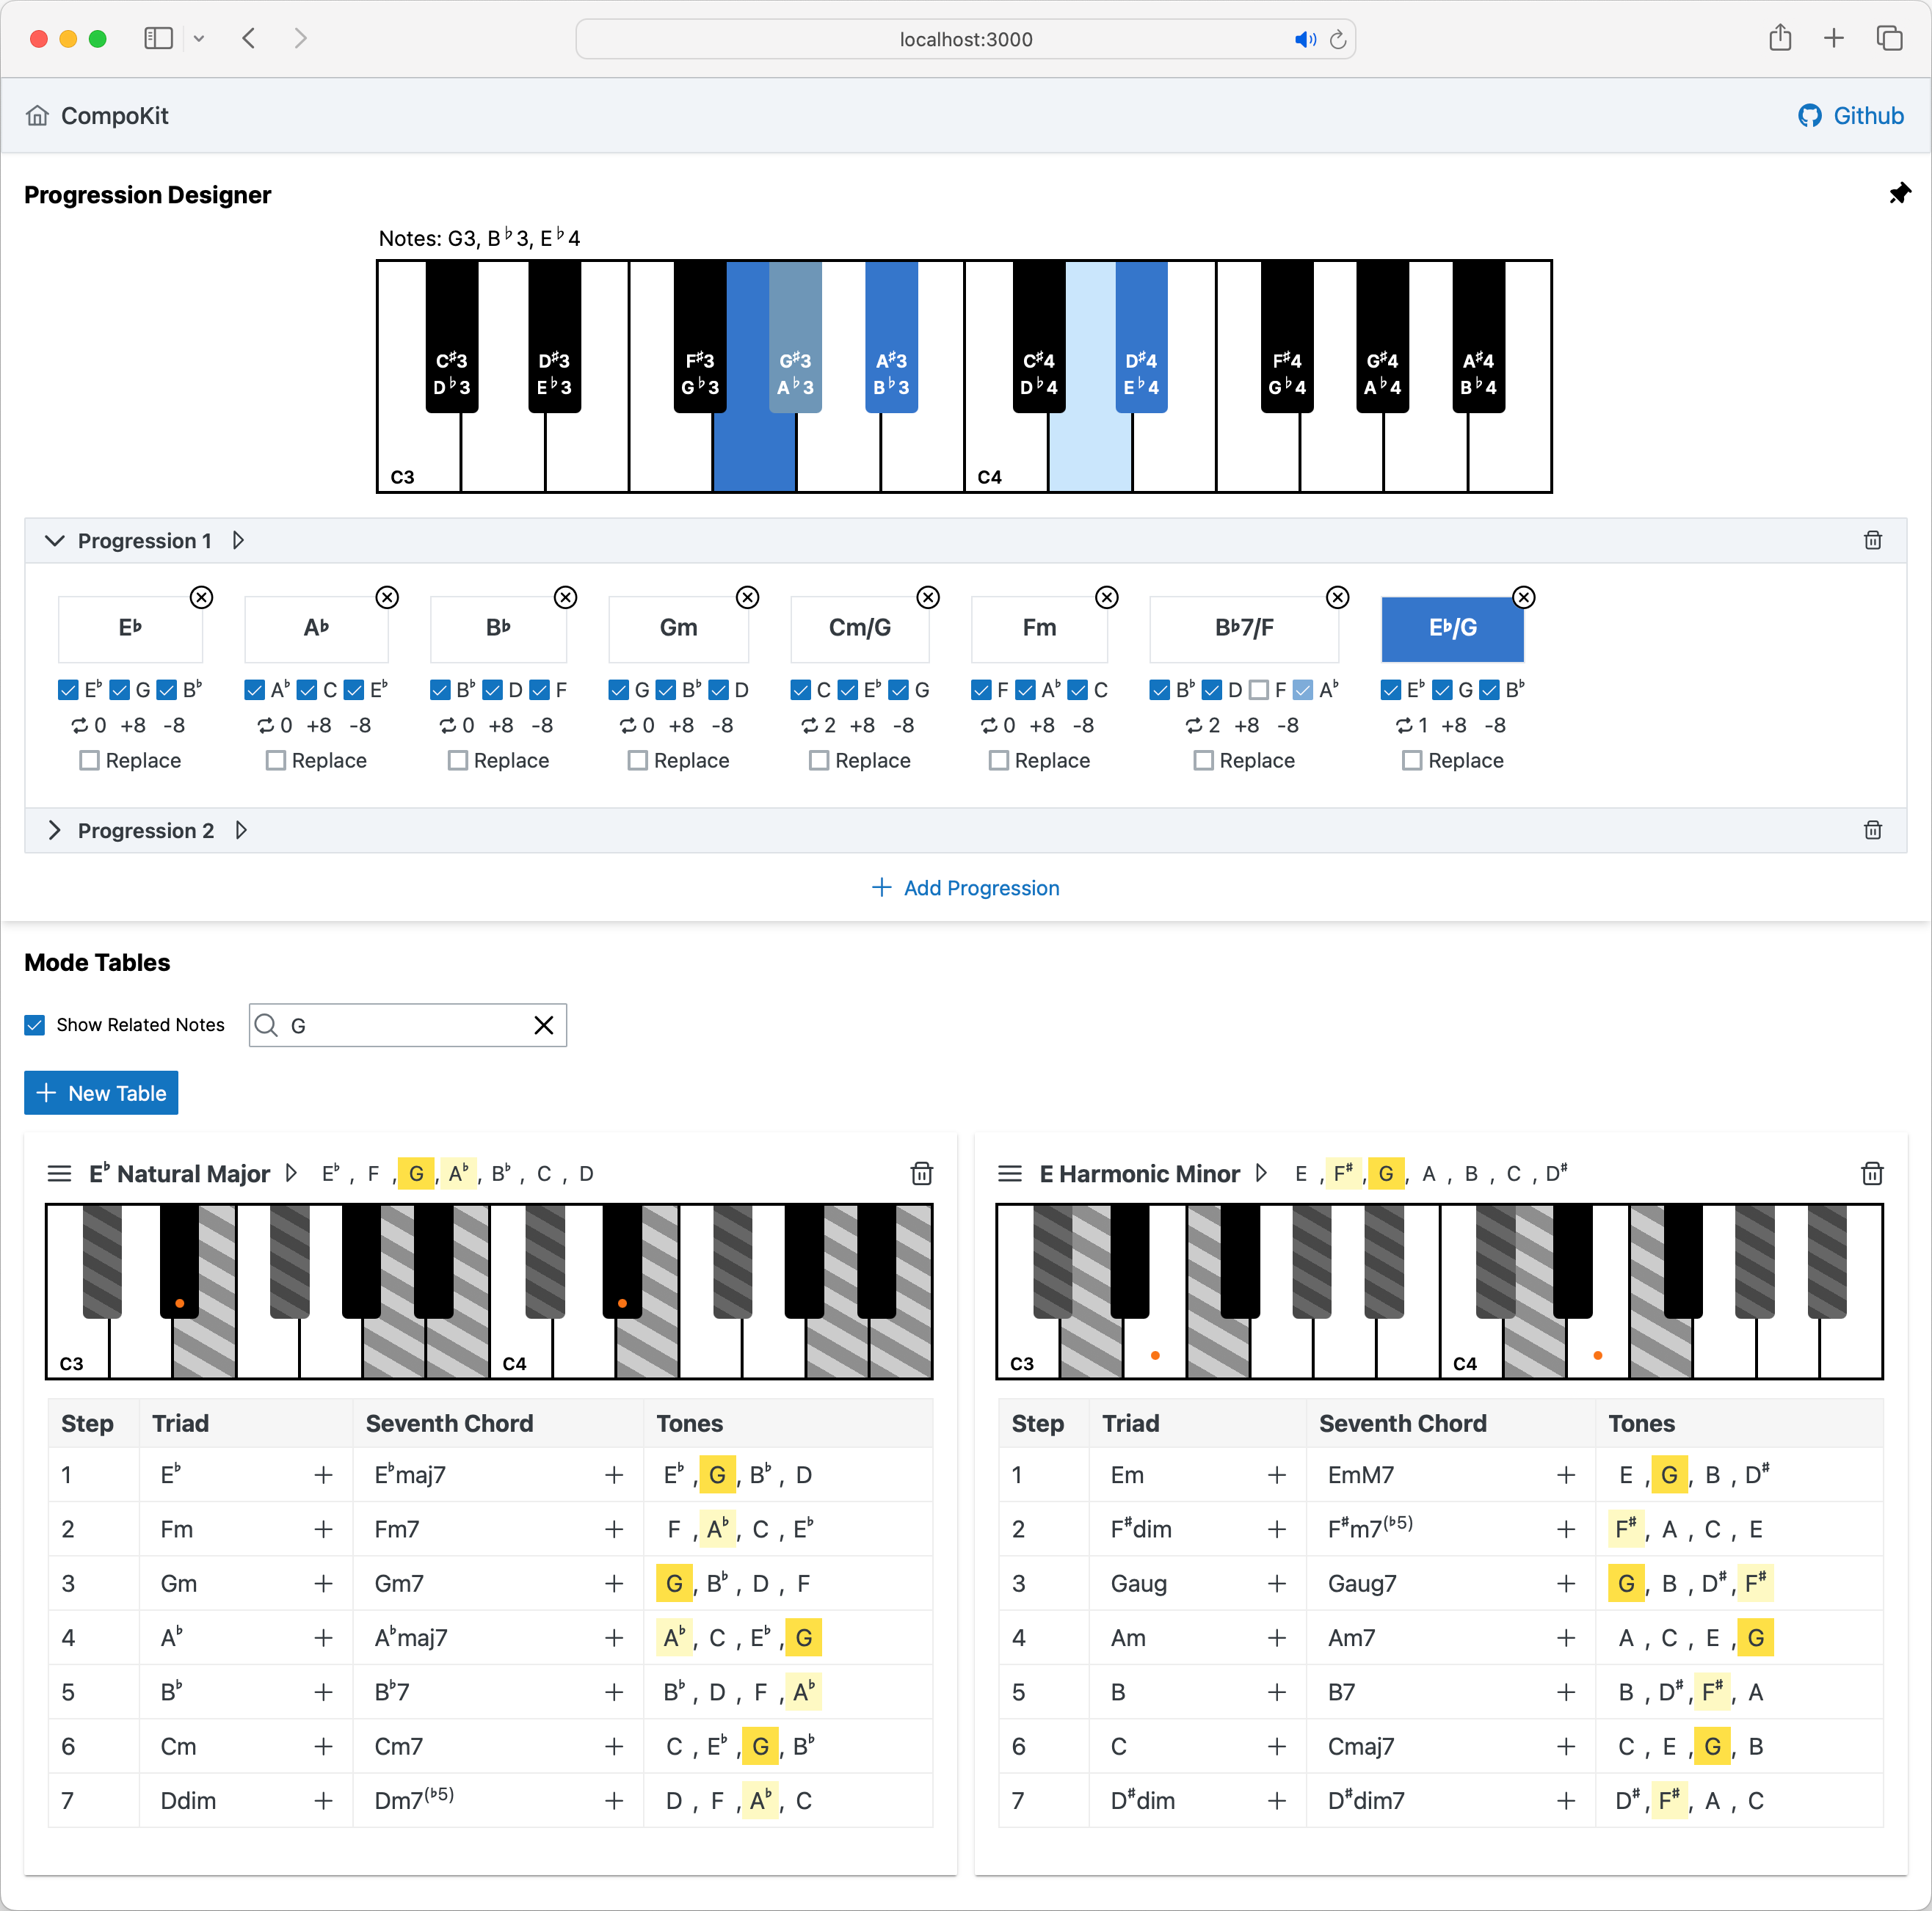 localhost:3000
CompoKit Github
Progression Designer
Notes: G3, B♭3, E♭4
C♯3 D♯3 F♯3 G♯3 A♯3 C♯4 D♯4 F♯4 G♯4 A♯4
D♭3 E♭3 G♭3 A♭3 B♭3 D♭4 E♭4 G♭4 A♭4 B♭4
C3 C4
Progression 1
E♭ A♭ B♭ Gm Cm/G Fm B♭7/F E♭/G
E♭ G B♭ A♭ C E♭ B♭ D F G B♭ D C E♭ G F A♭ C B♭ D F A♭ E♭ G B♭
0 +8 -8 0 +8 -8 0 +8 -8 0 +8 -8 2 +8 -8 0 +8 -8 2 +8 -8 1 +8 -8
Replace Replace Replace Replace Replace Replace Replace Replace
Progression 2
+ Add Progression
Mode Tables
Show Related Notes G
+ New Table
E♭ Natural Major E♭ , F , G , A♭ , B♭ , C , D
C3 C4
Step Triad Seventh Chord Tones
1 E♭ + E♭maj7 + E♭ , G , B♭ , D
2 Fm + Fm7 + F , A♭ , C , E♭
3 Gm + Gm7 + G , B♭ , D , F
4 A♭ + A♭maj7 + A♭ , C , E♭ , G
5 B♭ + B♭7 + B♭ , D , F , A♭
6 Cm + Cm7 + C , E♭ , G , B♭
7 Ddim + Dm7(♭5) + D , F , A♭ , C
E Harmonic Minor E , F♯ , G , A , B , C , D♯
C3 C4
Step Triad Seventh Chord Tones
1 Em + EmM7 + E , G , B , D♯
2 F♯dim + F♯m7(♭5) + F♯ , A , C , E
3 Gaug + Gaug7 + G , B , D♯ , F♯
4 Am + Am7 + A , C , E , G
5 B + B7 + B , D♯ , F♯ , A
6 C + Cmaj7 + C , E , G , B
7 D♯dim + D♯dim7 + D♯ , F♯ , A , C